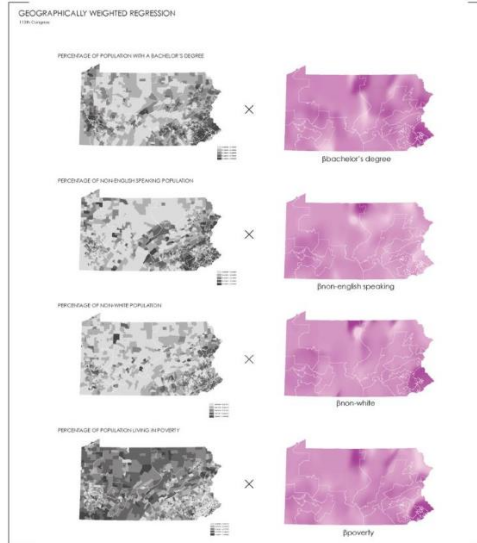 GEOGRAPHICALLY WEIGHTED REGRESSION
Congress
PERCENTAGE OF POPULATION WITH A BACHELOR'S DEGREE
×
βbachelor's degree
PERCENTAGE OF NON-ENGLISH SPEAKING POPULATION
×
βnon-english speaking
PERCENTAGE OF NON-WHITE POPULATION
×
βnon-white
PERCENTAGE OF POPULATION LIVING IN POVERTY
×
βpoverty